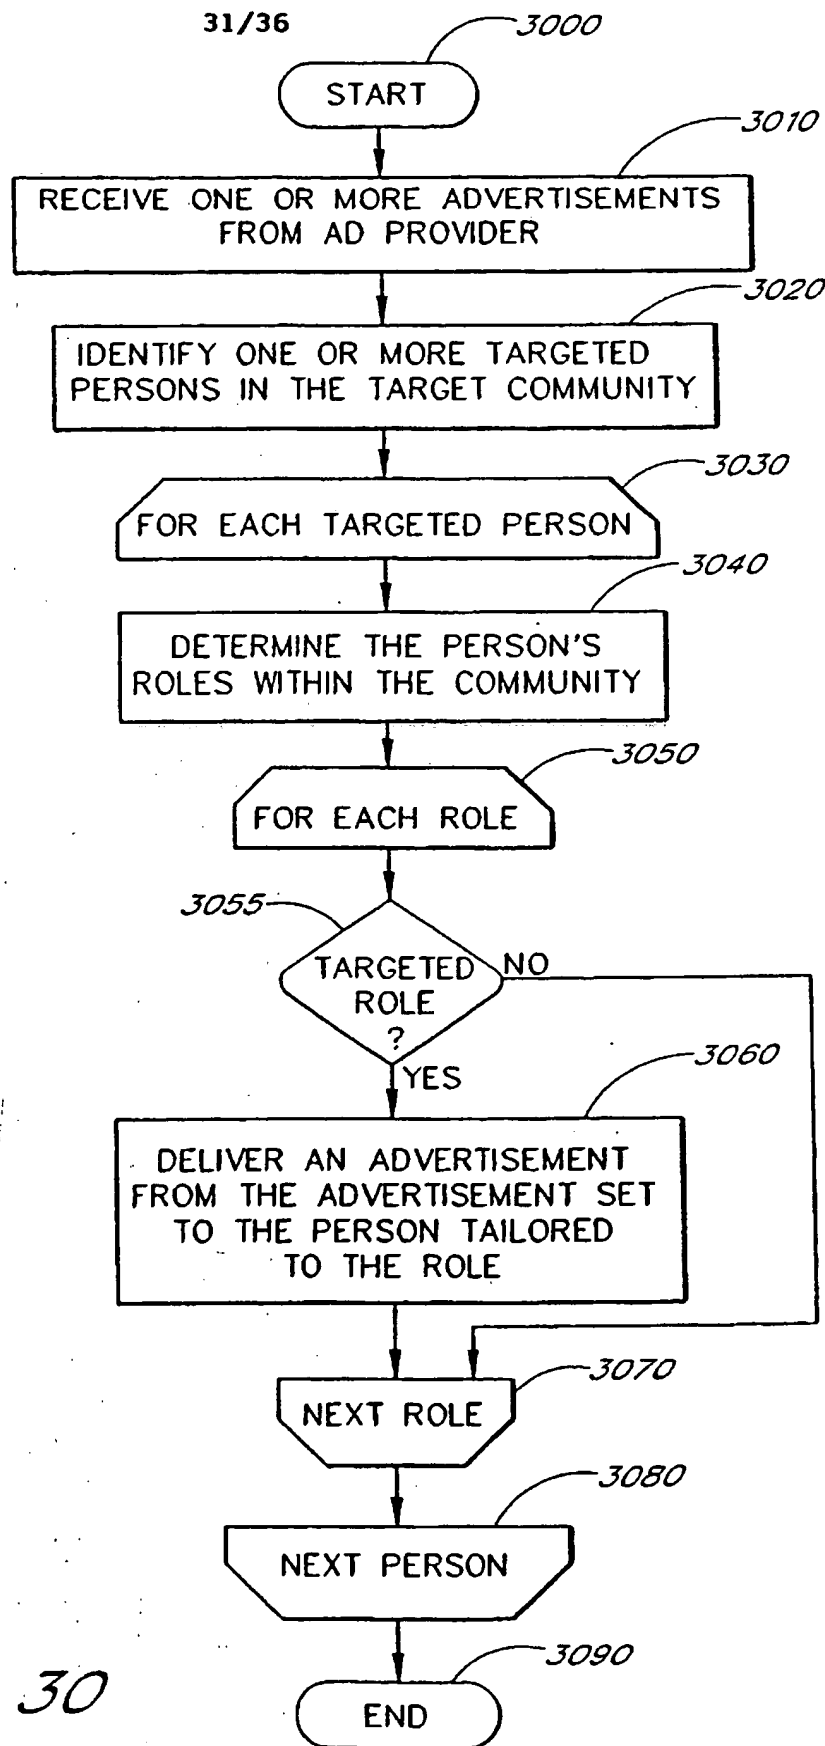 31/36
3000
START
3010
RECEIVE ONE OR MORE ADVERTISEMENTS
FROM AD PROVIDER
3020
IDENTIFY ONE OR MORE TARGETED
PERSONS IN THE TARGET COMMUNITY
3030
FOR EACH TARGETED PERSON
3040
DETERMINE THE PERSON'S
ROLES WITHIN THE COMMUNITY
3050
FOR EACH ROLE
3055
TARGETED
ROLE
?
NO
YES
3060
DELIVER AN ADVERTISEMENT
FROM THE ADVERTISEMENT SET
TO THE PERSON TAILORED
TO THE ROLE
3070
NEXT ROLE
3080
NEXT PERSON
3090
END
30